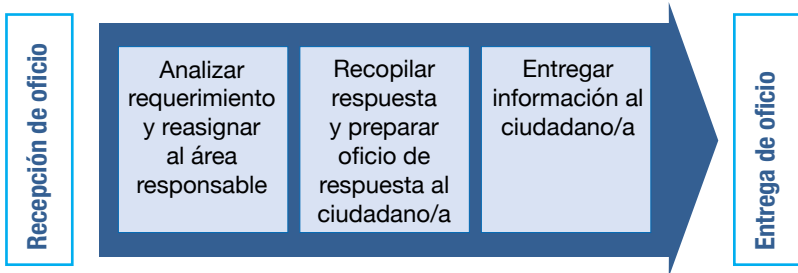 Recepción de oficio
Analizar
requerimiento
y reasignar
al área
responsable
Recopilar
respuesta
y preparar
oficio de
respuesta al
ciudadano/a
Entregar
información al
ciudadano/a
Entrega de oficio